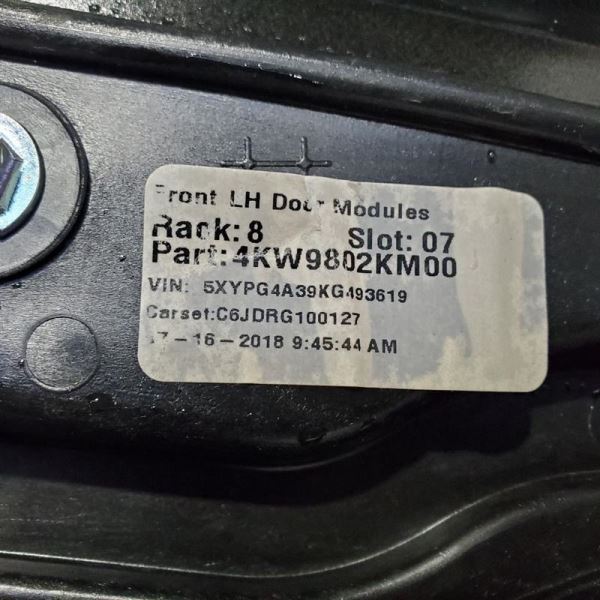 Front LH Door Modules
Rack: 8 Slot: 07
Part:4KW9802KM00
VIN: 5XYPG4A39KG493619
Carset:C6JDRG100127
7-16-2018 9:45:44 AM